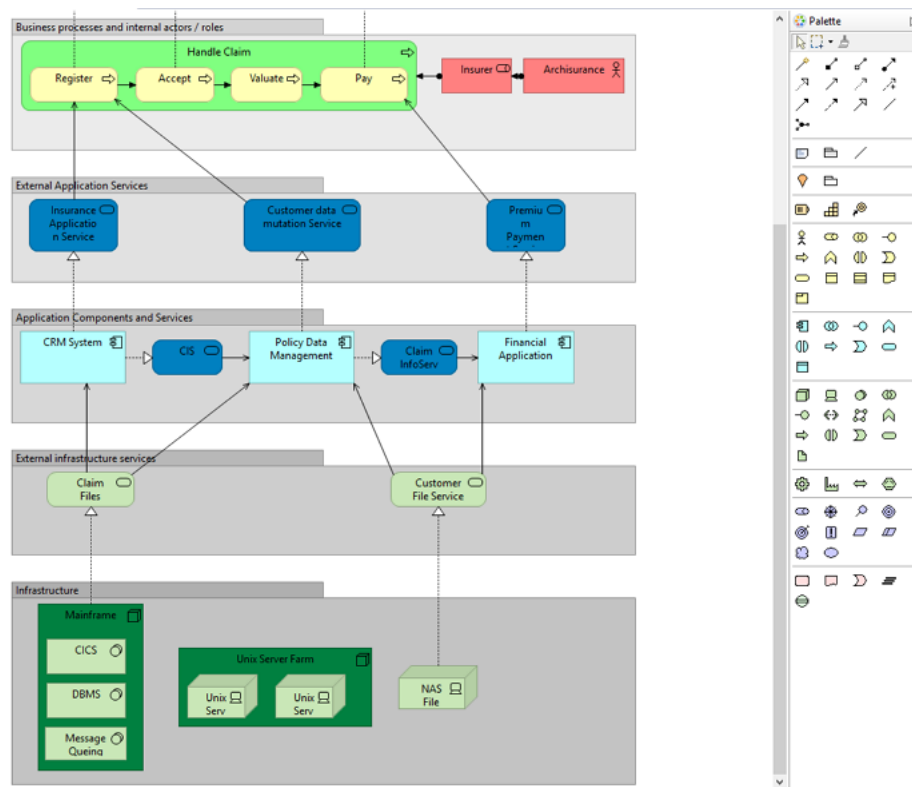 Business processes and internal actors / roles
Palette
Handle Claim
Register
Accept
Valuate
Pay
Insurer
Archisurance
External Application Services
Insurance
Applicatio
n Service
Customer data
mutation Service
Premiu
m
Paymen
Application Components and Services
CRM System
CIS
Policy Data
Management
Claim
InfoServ
Financial
Application
External infrastructure services
Claim
Files
Customer
File Service
Infrastructure
Mainframe
CICS
DBMS
Message
Queing
Unix Server Farm
Unix
Serv
Unix
Serv
NAS
File